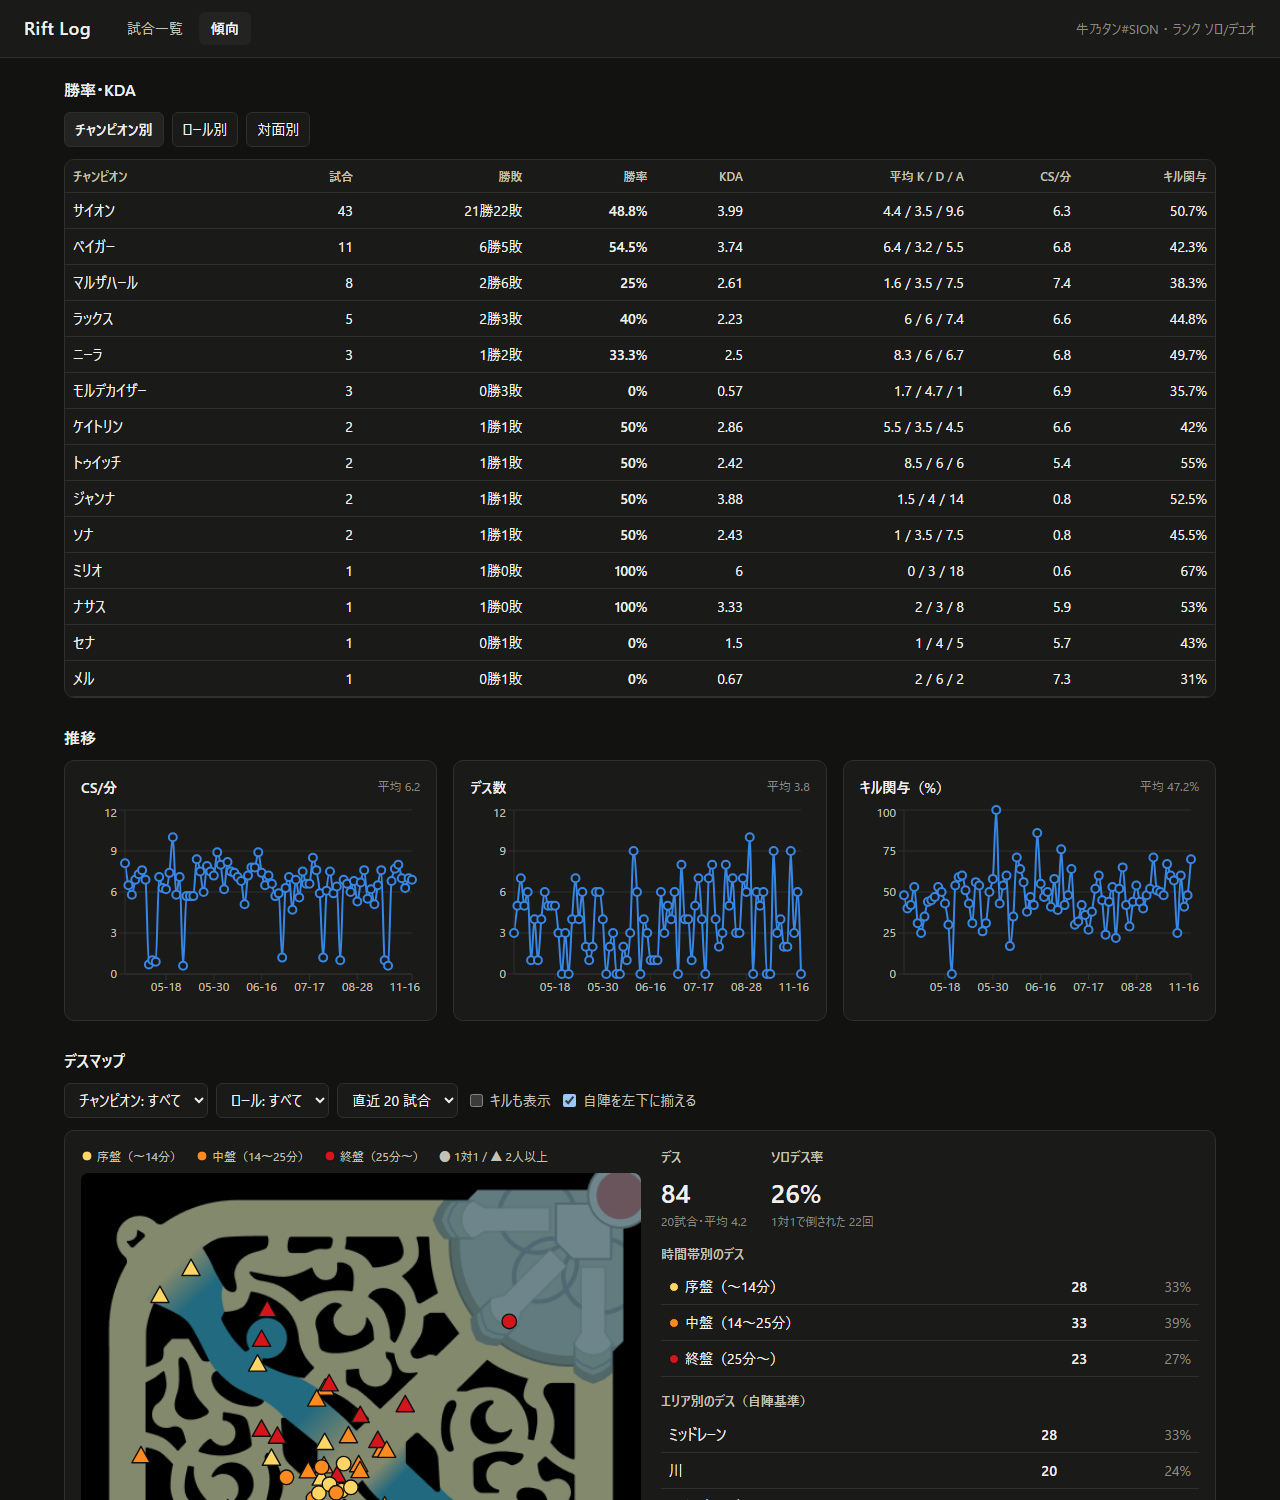 Rift Log 試合一覧 傾向 牛乃タン#SION・ランク ソロ/デュオ
勝率・KDA
チャンピオン別 ロール別 対面別
チャンピオン 試合 勝敗 勝率 KDA 平均 K / D / A CS/分 キル関与
サイオン 43 21勝22敗 48.8% 3.99 4.4 / 3.5 / 9.6 6.3 50.7%
ベイガー 11 6勝5敗 54.5% 3.74 6.4 / 3.2 / 5.5 6.8 42.3%
マルザハール 8 2勝6敗 25% 2.61 1.6 / 3.5 / 7.5 7.4 38.3%
ラックス 5 2勝3敗 40% 2.23 6 / 6 / 7.4 6.6 44.8%
ニーラ 3 1勝2敗 33.3% 2.5 8.3 / 6 / 6.7 6.8 49.7%
モルデカイザー 3 0勝3敗 0% 0.57 1.7 / 4.7 / 1 6.9 35.7%
ケイトリン 2 1勝1敗 50% 2.86 5.5 / 3.5 / 4.5 6.6 42%
トゥイッチ 2 1勝1敗 50% 2.42 8.5 / 6 / 6 5.4 55%
ジャンナ 2 1勝1敗 50% 3.88 1.5 / 4 / 14 0.8 52.5%
ソナ 2 1勝1敗 50% 2.43 1 / 3.5 / 7.5 0.8 45.5%
ミリオ 1 1勝0敗 100% 6 0 / 3 / 18 0.6 67%
ナサス 1 1勝0敗 100% 3.33 2 / 3 / 8 5.9 53%
セナ 1 0勝1敗 0% 1.5 1 / 4 / 5 5.7 43%
メル 1 0勝1敗 0% 0.67 2 / 6 / 2 7.3 31%
推移
CS/分 平均 6.2
12
9
6
3
0
05-18 05-30 06-16 07-17 08-28 11-16
デス数 平均 3.8
12
9
6
3
0
05-18 05-30 06-16 07-17 08-28 11-16
キル関与（%） 平均 47.2%
100
75
50
25
0
05-18 05-30 06-16 07-17 08-28 11-16
デスマップ
チャンピオン: すべて ロール: すべて 直近 20 試合 キルも表示 自陣を左下に揃える
序盤（〜14分） 中盤（14〜25分） 終盤（25分〜） ● 1対1 / ▲ 2人以上
デス ソロデス率
84 26%
20試合・平均 4.2 1対1で倒された 22回
時間帯別のデス
序盤（〜14分） 28 33%
中盤（14〜25分） 33 39%
終盤（25分〜） 23 27%
エリア別のデス（自陣基準）
ミッドレーン 28 33%
川 20 24%